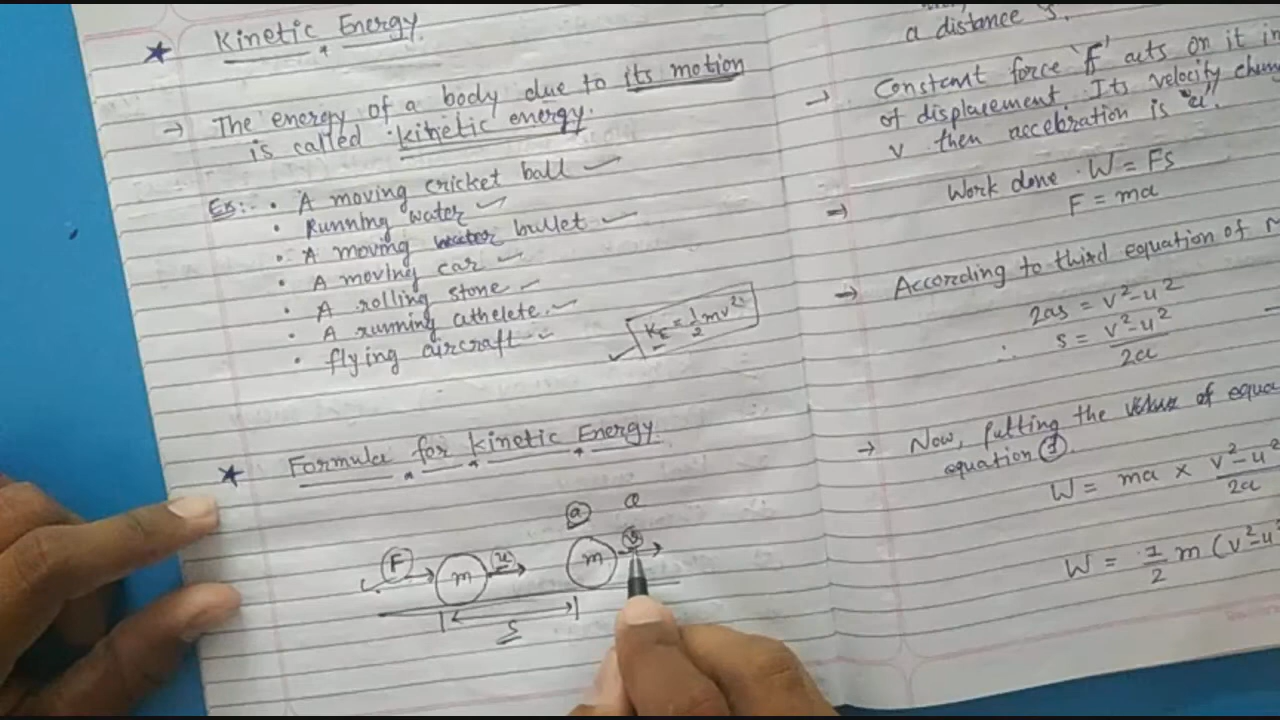 Kinetic Energy.
→ The energy of a body due to its motion
is called kinetic energy.
Ex:- • A moving cricket ball
• Running water
• A moving bullet
• A moving car
• A rolling stone
• A running athelete.
• flying aircraft
KE = 1/2 mv²
Formula for Kinetic Energy.
a a
F m u m v
S
a distance 's'.
→ Constant force 'F' acts on it in
of displacement. Its velocity
v then acceleration is 'a'.
Work done . W = Fs
⇒ F = ma
→ According to third equation of
2as = v² - u²
∴ s = v² - u² / 2a
→ Now, putting the value of
equation 1.
W = ma × v² - u² / 2a
W = 1/2 m (v² - u²